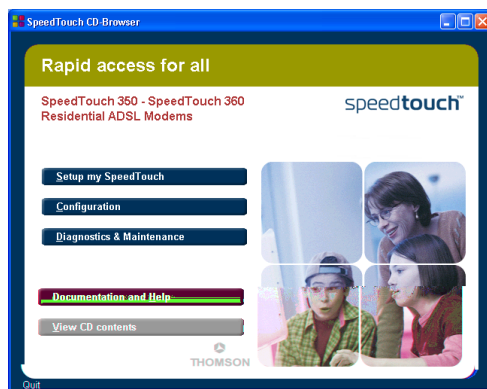 SpeedTouch CD-Browser
Rapid access for all
SpeedTouch 350 - SpeedTouch 360
Residential ADSL Modems
speedtouch™
Setup my SpeedTouch
Configuration
Diagnostics & Maintenance
Documentation and Help
View CD contents
THOMSON
Quit